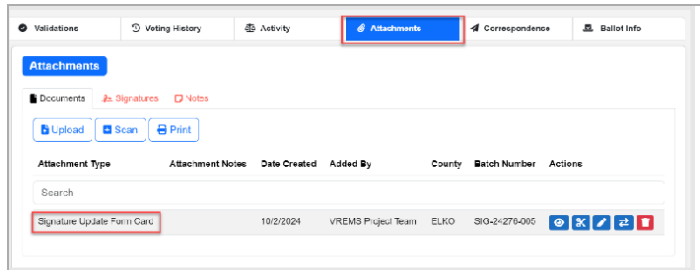 Validations Voting History Activity Attachments Correspondence Ballot Info
Attachments
Documents Signatures Notes
Upload Scan Print
Attachment Type Attachment Notes Date Created Added By County Batch Number Actions
Search
Signature Update Form Card 10/2/2024 VREMS Project Team ELKO SIG-24276-005